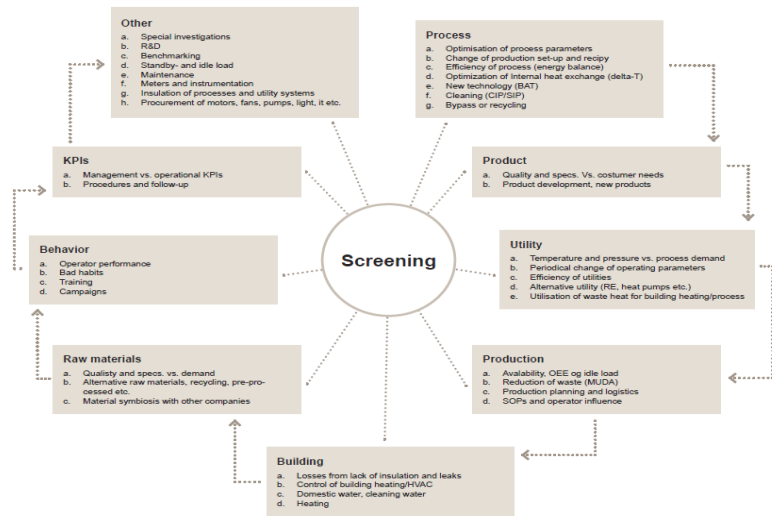 Other
a. Special investigations
b. R&D
c. Benchmarking
d. Standby- and idle load
e. Maintenance
f. Meters and instrumentation
g. Insulation of processes and utility systems
h. Procurement of motors, fans, pumps, light, it etc.
Process
a. Optimisation of process parameters
b. Change of production set-up and recipy
c. Efficiency of process (energy balance)
d. Optimization of Internal heat exchange (delta-T)
e. New technology (BAT)
f. Cleaning (CIP/SIP)
g. Bypass or recycling
KPIs
a. Management vs. operational KPIs
b. Procedures and follow-up
Product
a. Quality and specs. Vs. costumer needs
b. Product development, new products
Screening
Behavior
a. Operator performance
b. Bad habits
c. Training
d. Campaigns
Utility
a. Temperature and pressure vs. process demand
b. Periodical change of operating parameters
c. Efficiency of utilities
d. Alternative utility (RE, heat pumps etc.)
e. Utilisation of waste heat for building heating/process
Raw materials
a. Qualisty and specs. vs. demand
b. Alternative raw materials, recycling, pre-pro-
cessed etc.
c. Material symbiosis with other companies
Production
a. Avalability, OEE og idle load
b. Reduction of waste (MUDA)
c. Production planning and logistics
d. SOPs and operator influence
Building
a. Losses from lack of insulation and leaks
b. Control of building heating/HVAC
c. Domestic water, cleaning water
d. Heating